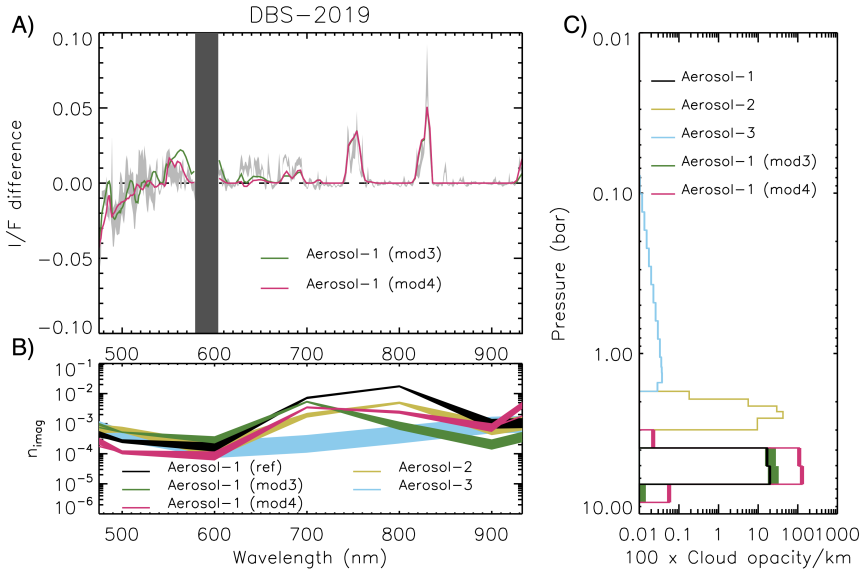 DBS-2019
A)
0.10
0.05
0.00
-0.05
-0.10
I/F difference
Aerosol-1 (mod3)
Aerosol-1 (mod4)
500 600 700 800 900
B)
10⁻¹
10⁻²
10⁻³
10⁻⁴
10⁻⁵
10⁻⁶
nimag
Aerosol-1 (ref)
Aerosol-1 (mod3)
Aerosol-1 (mod4)
Aerosol-2
Aerosol-3
500 600 700 800 900
Wavelength (nm)
C)
0.01
0.10
1.00
10.00
Pressure (bar)
Aerosol-1
Aerosol-2
Aerosol-3
Aerosol-1 (mod3)
Aerosol-1 (mod4)
0.01 0.1 1 10 100 1000
100 x Cloud opacity/km